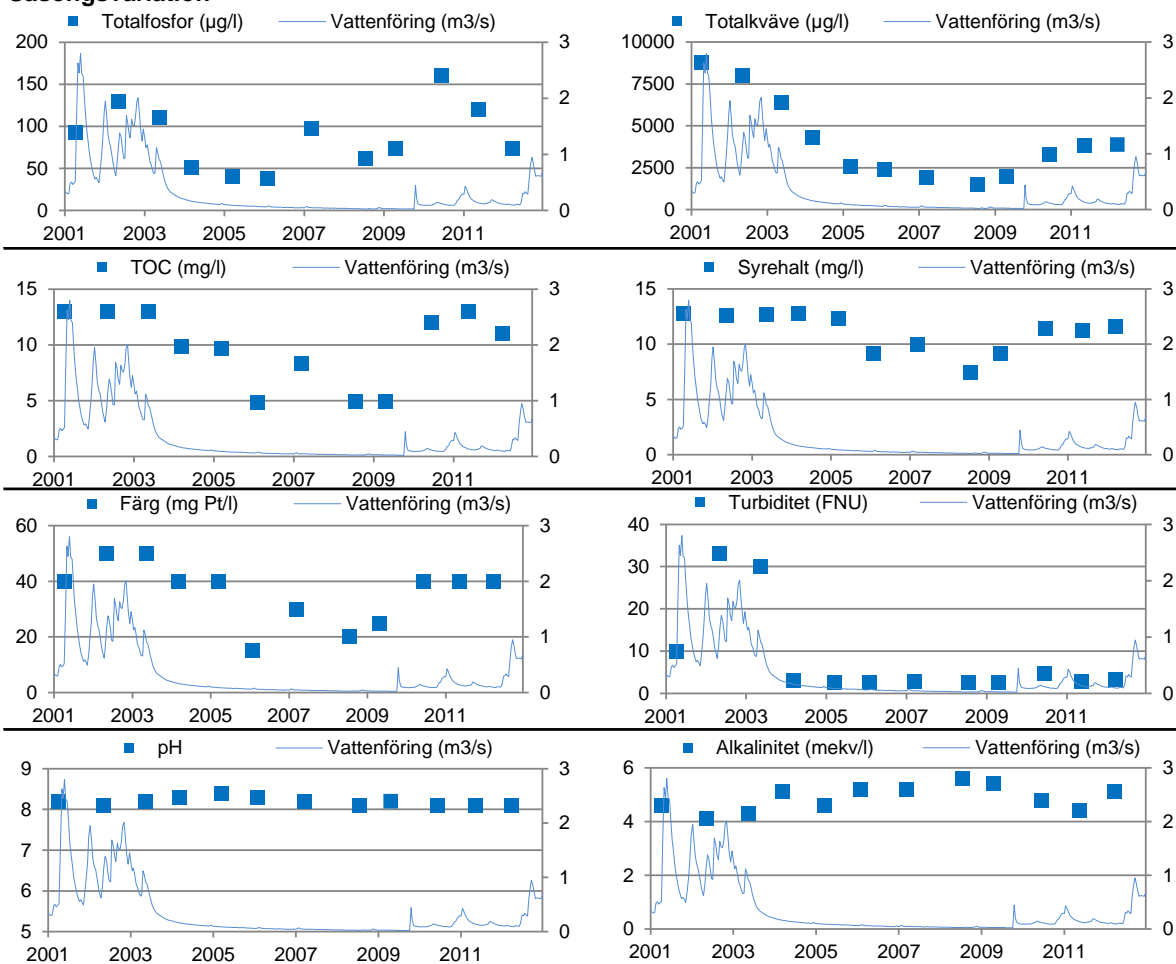 Säsongsvariation
Totalfosfor (µg/l) Vattenföring (m3/s)
200 3
150 2
100
50 1
0 0
2001 2003 2005 2007 2009 2011
Totalkväve (µg/l) Vattenföring (m3/s)
10000 3
7500 2
5000
2500 1
0 0
2001 2003 2005 2007 2009 2011
TOC (mg/l) Vattenföring (m3/s)
15 3
10 2
5 1
0 0
2001 2003 2005 2007 2009 2011
Syrehalt (mg/l) Vattenföring (m3/s)
15 3
10 2
5 1
0 0
2001 2003 2005 2007 2009 2011
Färg (mg Pt/l) Vattenföring (m3/s)
60 3
40 2
20 1
0 0
2001 2003 2005 2007 2009 2011
Turbiditet (FNU) Vattenföring (m3/s)
40 3
30 2
20
10 1
0 0
2001 2003 2005 2007 2009 2011
pH Vattenföring (m3/s)
9 3
8 2
7
6 1
5 0
2001 2003 2005 2007 2009 2011
Alkalinitet (mekv/l) Vattenföring (m3/s)
6 3
4 2
2 1
0 0
2001 2003 2005 2007 2009 2011